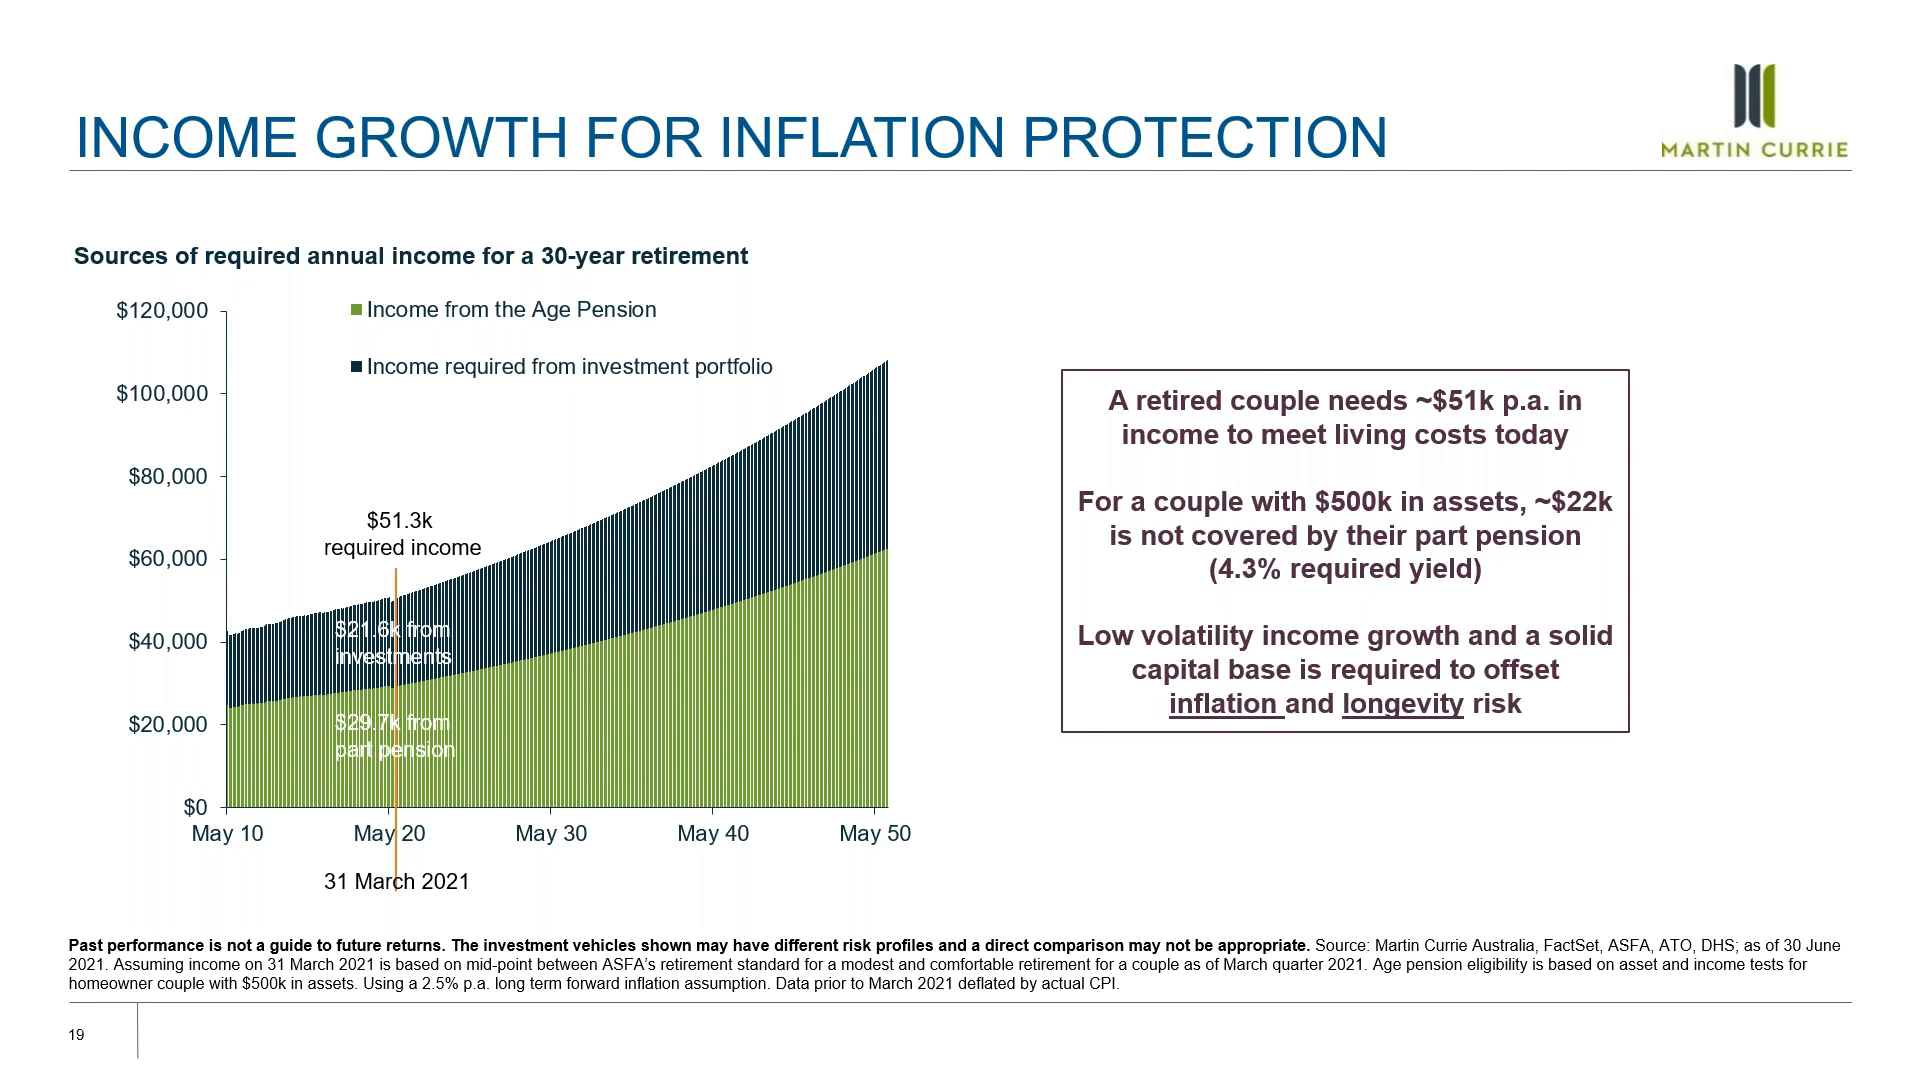 INCOME GROWTH FOR INFLATION PROTECTION
MARTIN CURRIE
Sources of required annual income for a 30-year retirement
$120,000
$100,000
$80,000
$60,000
$40,000
$20,000
$0
Income from the Age Pension
Income required from investment portfolio
$51.3k
required income
$21.6k from
investments
$29.7k from
part pension
May 10
May 20
May 30
May 40
May 50
31 March 2021
A retired couple needs ~$51k p.a. in
income to meet living costs today
For a couple with $500k in assets, ~$22k
is not covered by their part pension
(4.3% required yield)
Low volatility income growth and a solid
capital base is required to offset
inflation and longevity risk
Past performance is not a guide to future returns. The investment vehicles shown may have different risk profiles and a direct comparison may not be appropriate. Source: Martin Currie Australia, FactSet, ASFA, ATO, DHS; as of 30 June
2021. Assuming income on 31 March 2021 is based on mid-point between ASFA's retirement standard for a modest and comfortable retirement for a couple as of March quarter 2021. Age pension eligibility is based on asset and income tests for
homeowner couple with $500k in assets. Using a 2.5% p.a. long term forward inflation assumption. Data prior to March 2021 deflated by actual CPI.
19